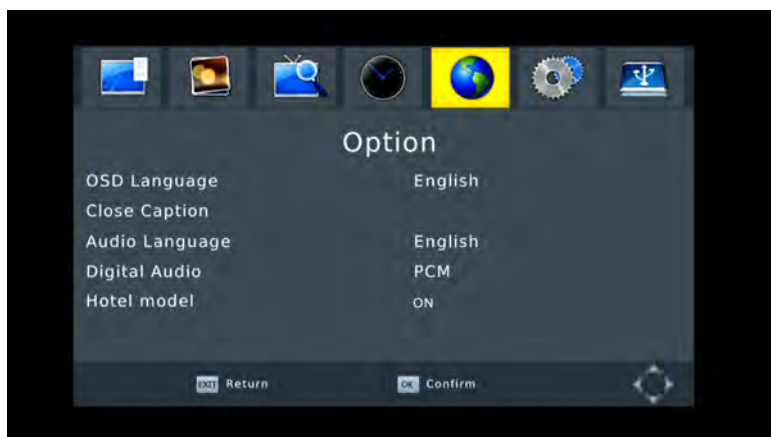 Option
OSD Language English
Close Caption
Audio Language English
Digital Audio PCM
Hotel model ON
EXIT Return OK Confirm